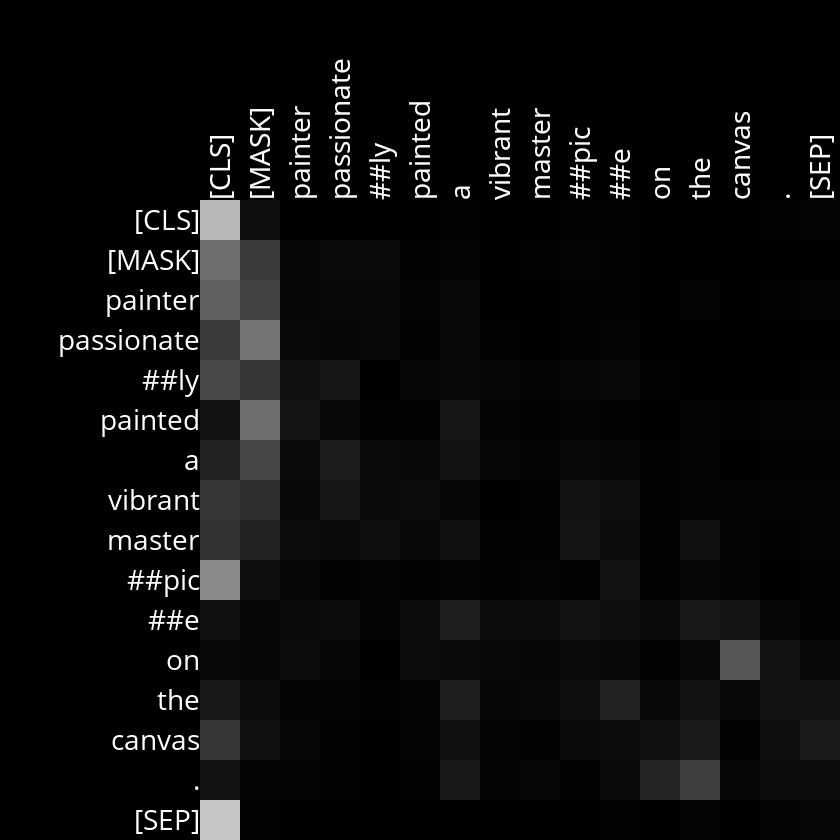 [CLS] [MASK] painter passionate ##ly painted a vibrant master ##pic ##e on the canvas . [SEP]
[CLS]
[MASK]
painter
passionate
##ly
painted
a
vibrant
master
##pic
##e
on
the
canvas
.
[SEP]